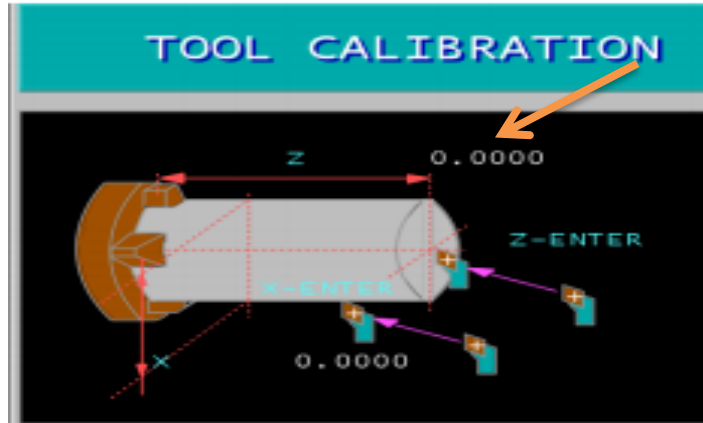 TOOL CALIBRATION
Z
0.0000
Z-ENTER
X-ENTER
X
0.0000